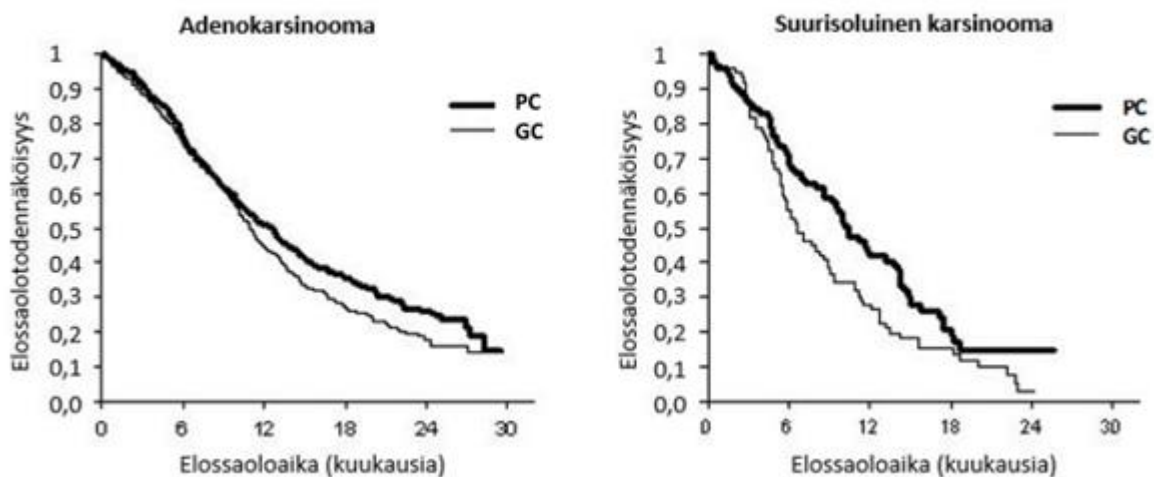 Adenokarsinooma
Elossaolotodennäköisyys
1
0,9
0,8
0,7
0,6
0,5
0,4
0,3
0,2
0,1
0,0
PC
GC
0 6 12 18 24 30
Elossaoloaika (kuukausia)
Suurisoluinen karsinooma
Elossaolotodennäköisyys
1
0,9
0,8
0,7
0,6
0,5
0,4
0,3
0,2
0,1
0,0
PC
GC
0 6 12 18 24 30
Elossaoloaika (kuukausia)